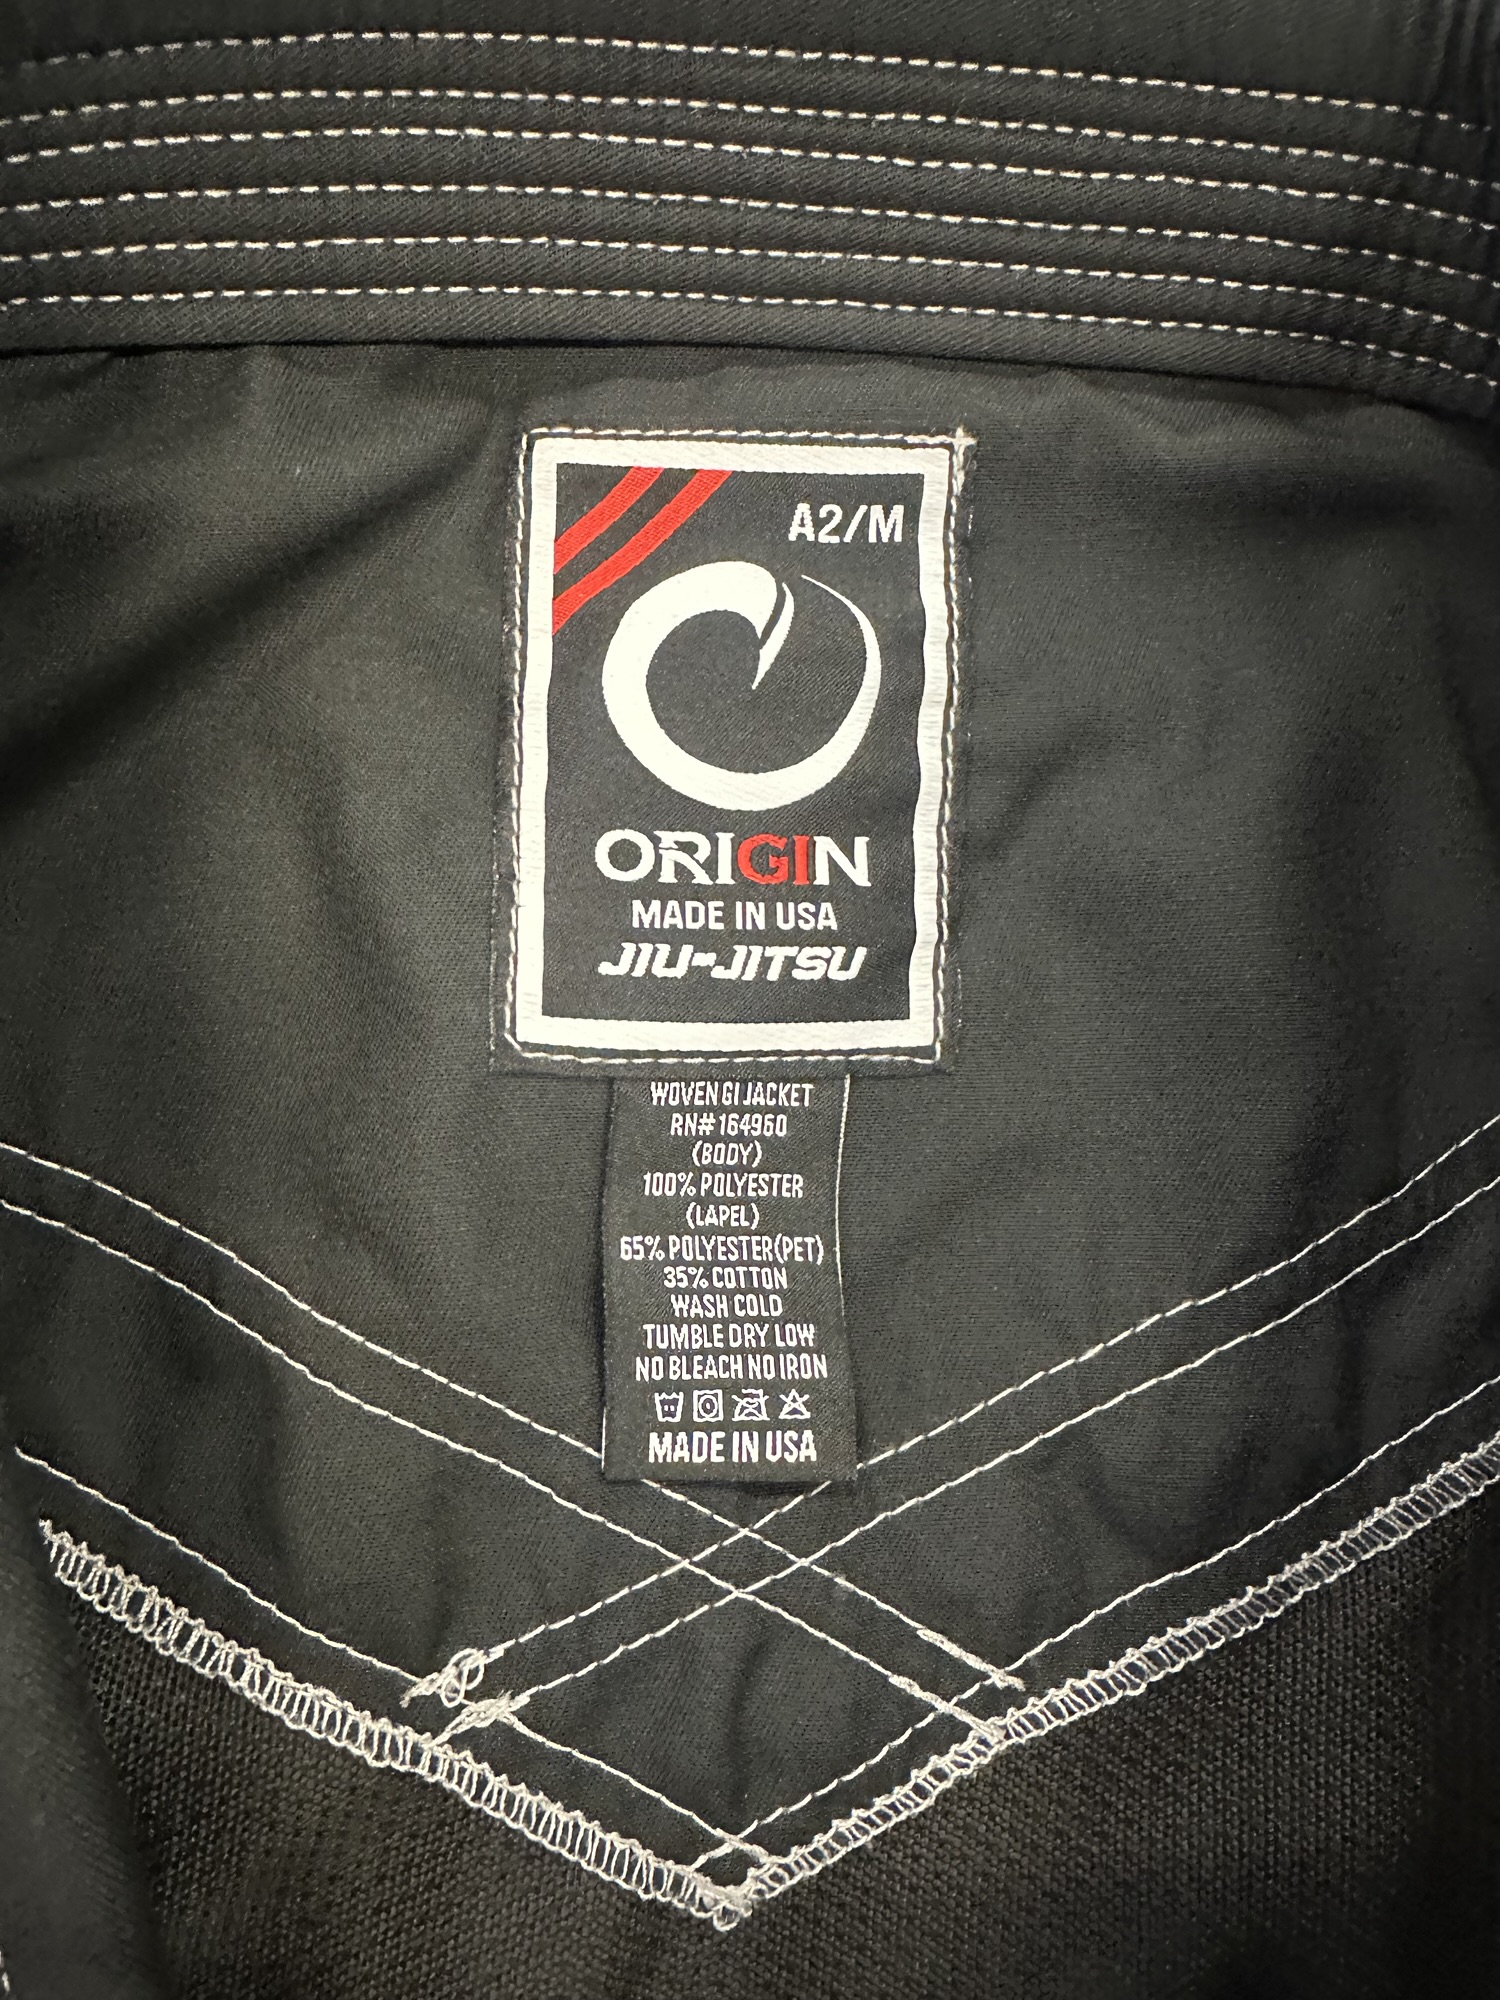 A2/M
ORIGIN
MADE IN USA
JIU-JITSU
WOVEN GI JACKET
RN# 164960
(BODY)
100% POLYESTER
(LAPEL)
65% POLYESTER(PET)
35% COTTON
WASH COLD
TUMBLE DRY LOW
NO BLEACH NO IRON
MADE IN USA